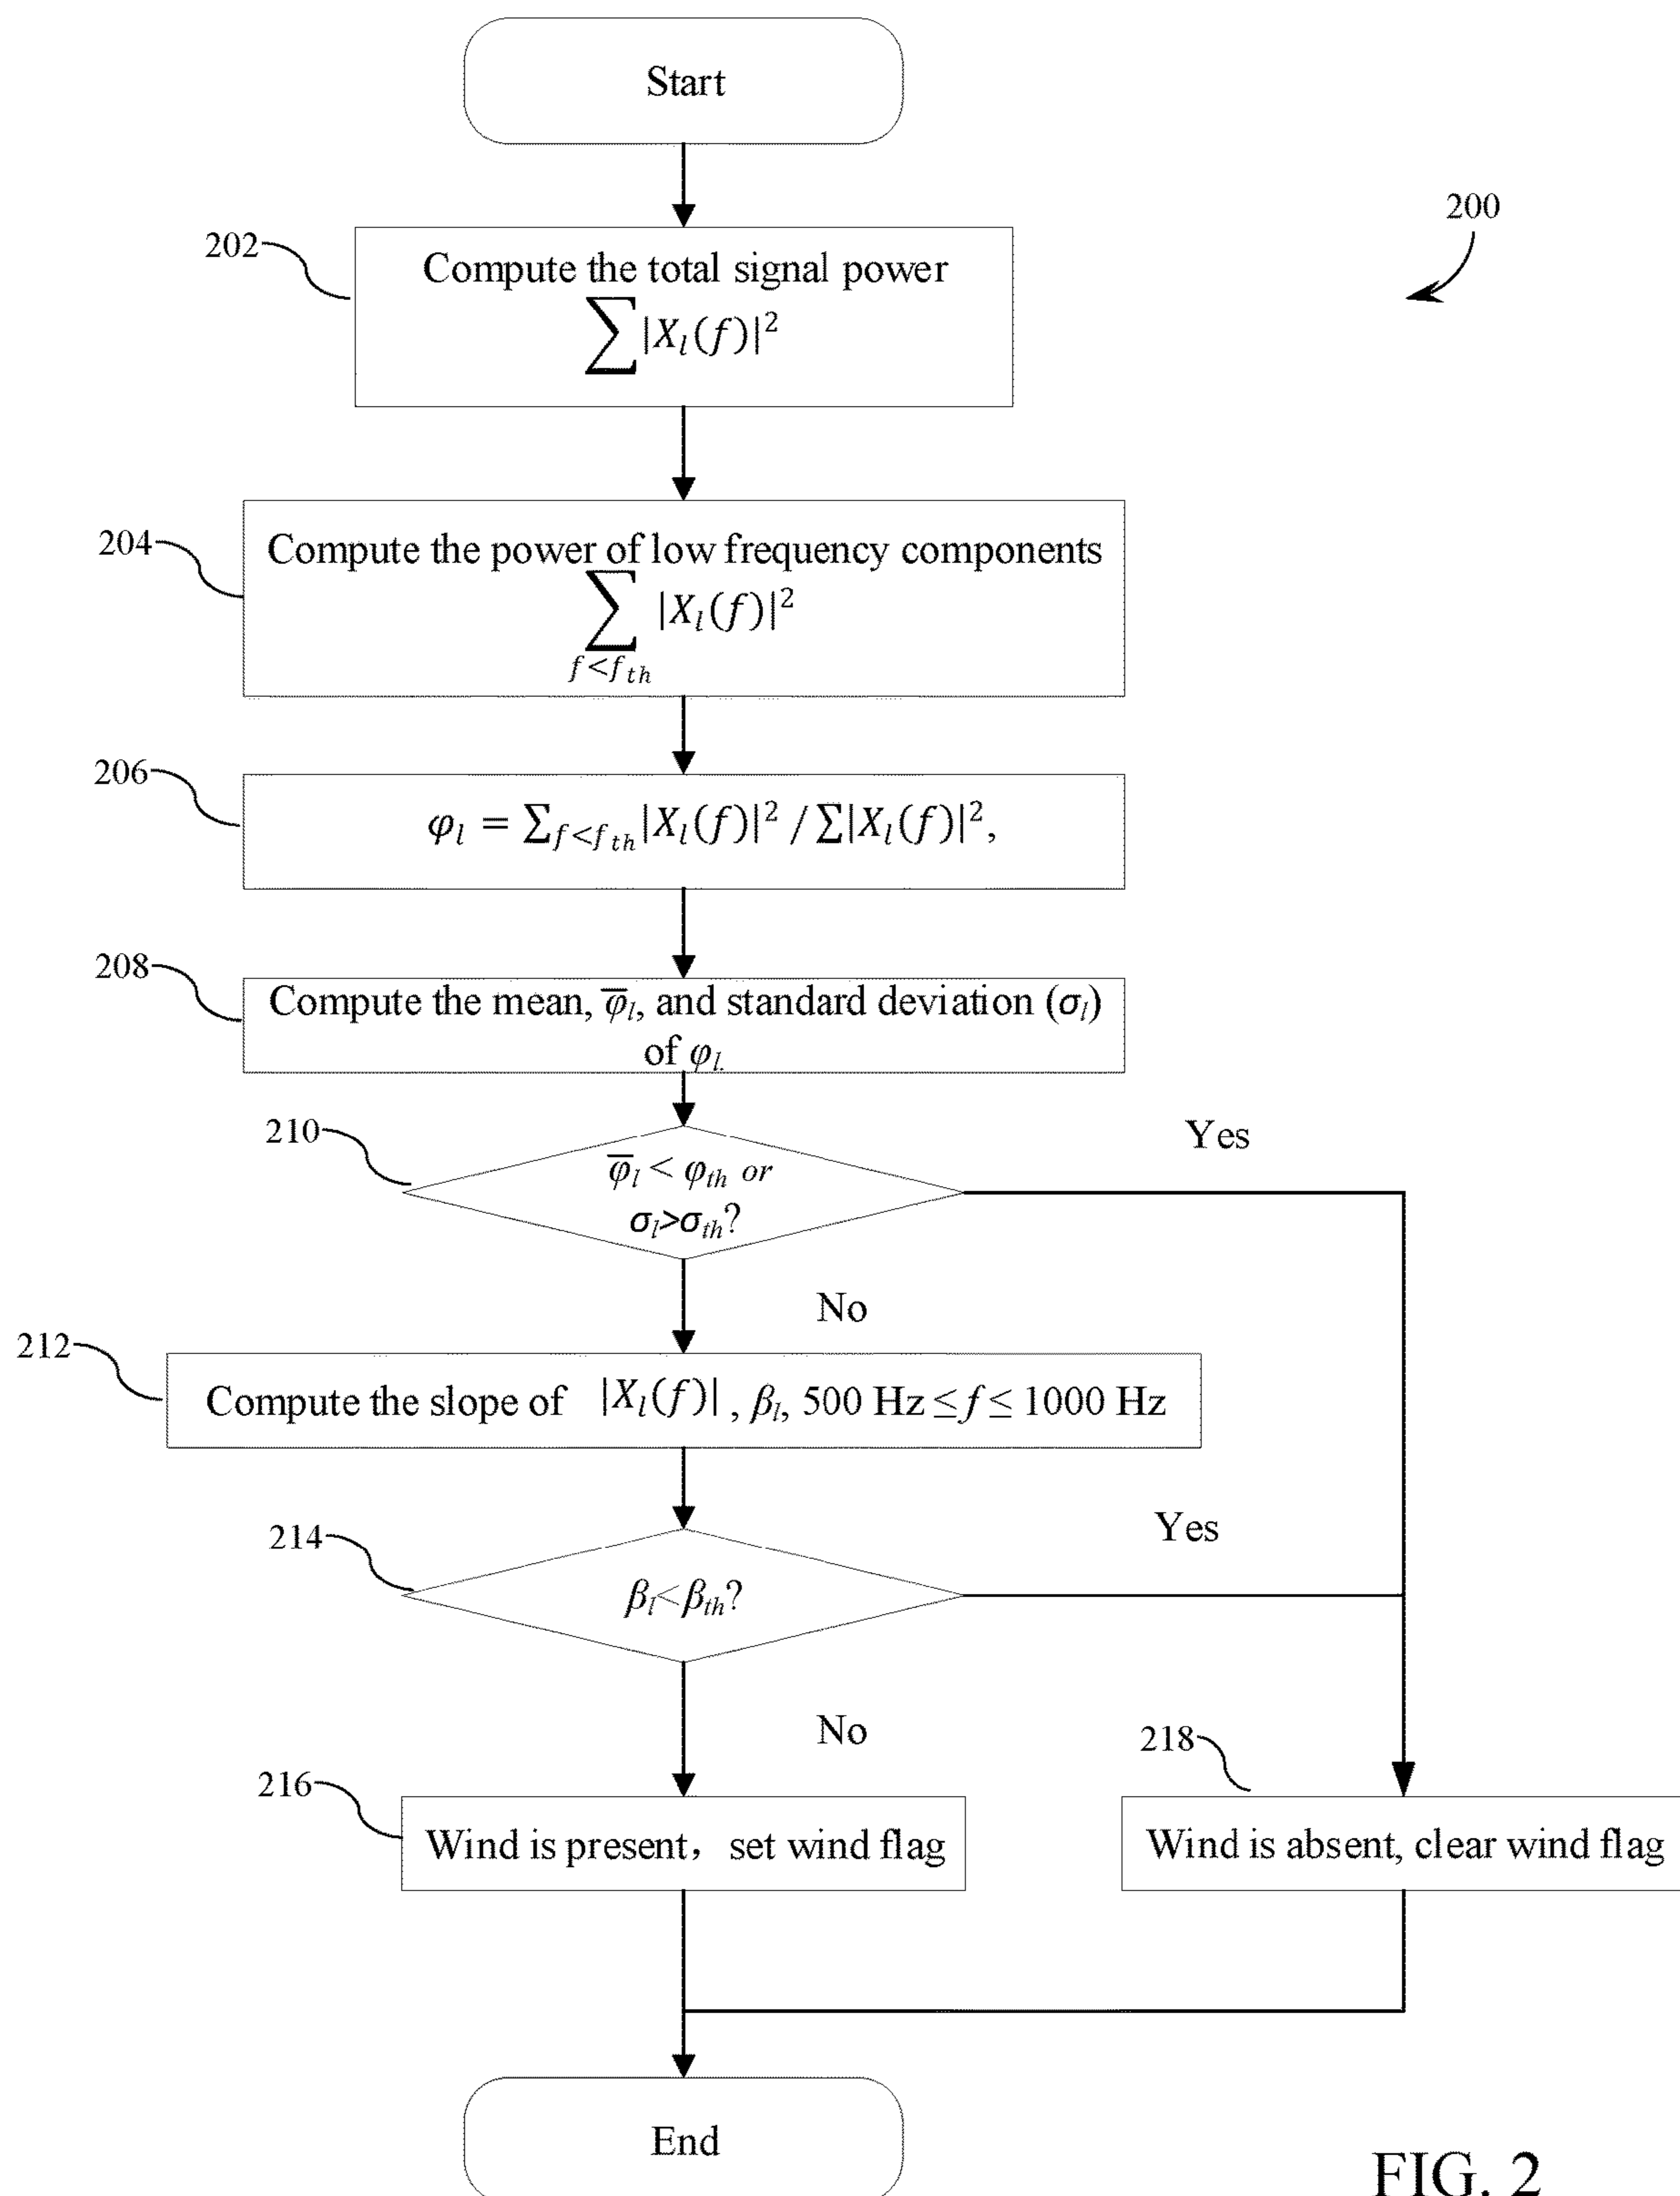 Start
200
202
Compute the total signal power
∑|X_l(f)|²
204
Compute the power of low frequency components
∑ |X_l(f)|²
f<f_th
206
φ_l = ∑_{f<f_th}|X_l(f)|² / ∑|X_l(f)|²,
208
Compute the mean, φ̅_l, and standard deviation (σ_l)
of φ_l.
210
φ̅_l < φ_th or
σ_l>σ_th?
Yes
No
212
Compute the slope of |X_l(f)| , β_l, 500 Hz ≤ f ≤ 1000 Hz
214
β_l<β_th?
Yes
No
216
Wind is present， set wind flag
218
Wind is absent, clear wind flag
End
FIG. 2